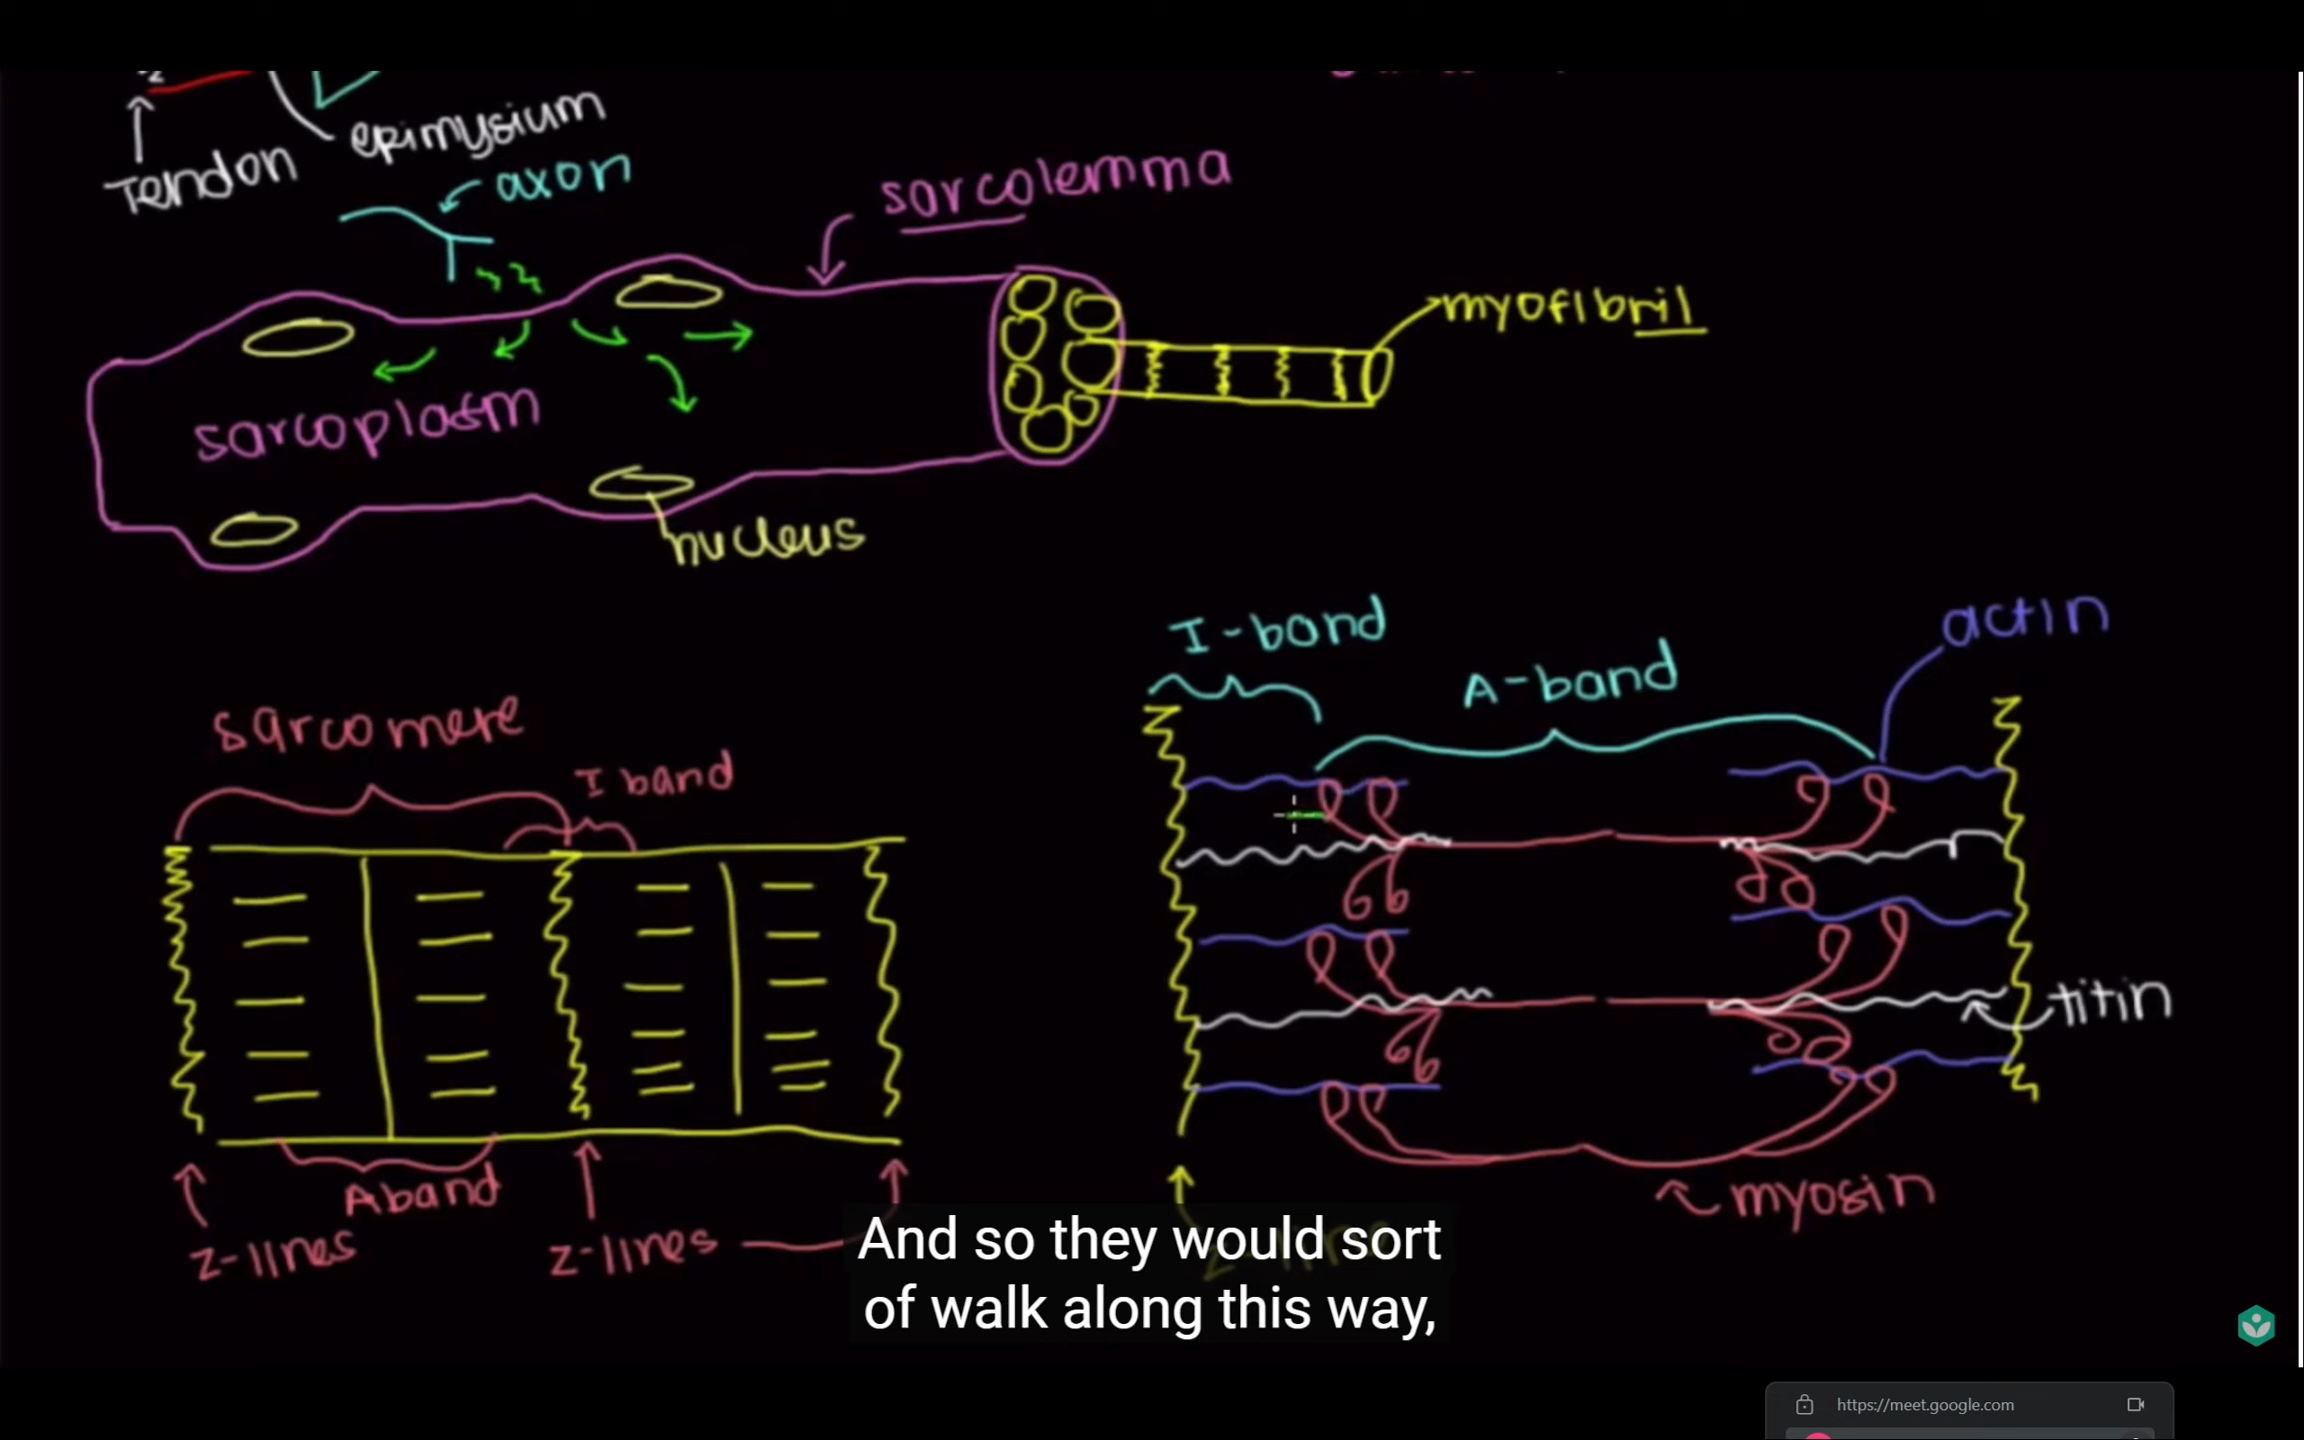 Tendon
epimysium
axon
sarcolemma
myofibril
sarcoplasm
nucleus
I-band
A-band
actin
sarcomere
I band
titin
A band
myosin
z-lines
z-lines
And so they would sort
of walk along this way,
https://meet.google.com